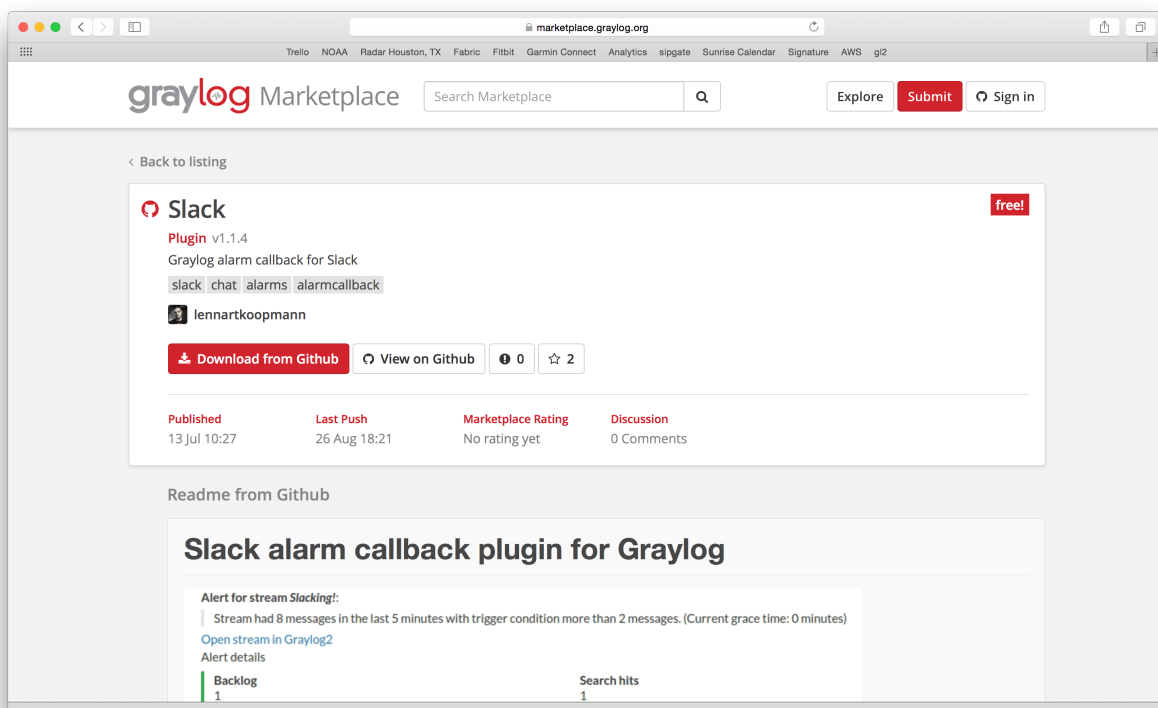 marketplace.graylog.org
Trello NOAA Radar Houston, TX Fabric Fitbit Garmin Connect Analytics sipgate Sunrise Calendar Signature AWS gl2
graylog Marketplace Search Marketplace Explore Submit Sign in
Back to listing
Slack free!
Plugin v1.1.4
Graylog alarm callback for Slack
slack chat alarms alarmcallback
lennartkoopmann
Download from Github View on Github 0 2
Published Last Push Marketplace Rating Discussion
13 Jul 10:27 26 Aug 18:21 No rating yet 0 Comments
Readme from Github
Slack alarm callback plugin for Graylog
Alert for stream Slacking!:
Stream had 8 messages in the last 5 minutes with trigger condition more than 2 messages. (Current grace time: 0 minutes)
Open stream in Graylog2
Alert details
Backlog Search hits
1 1